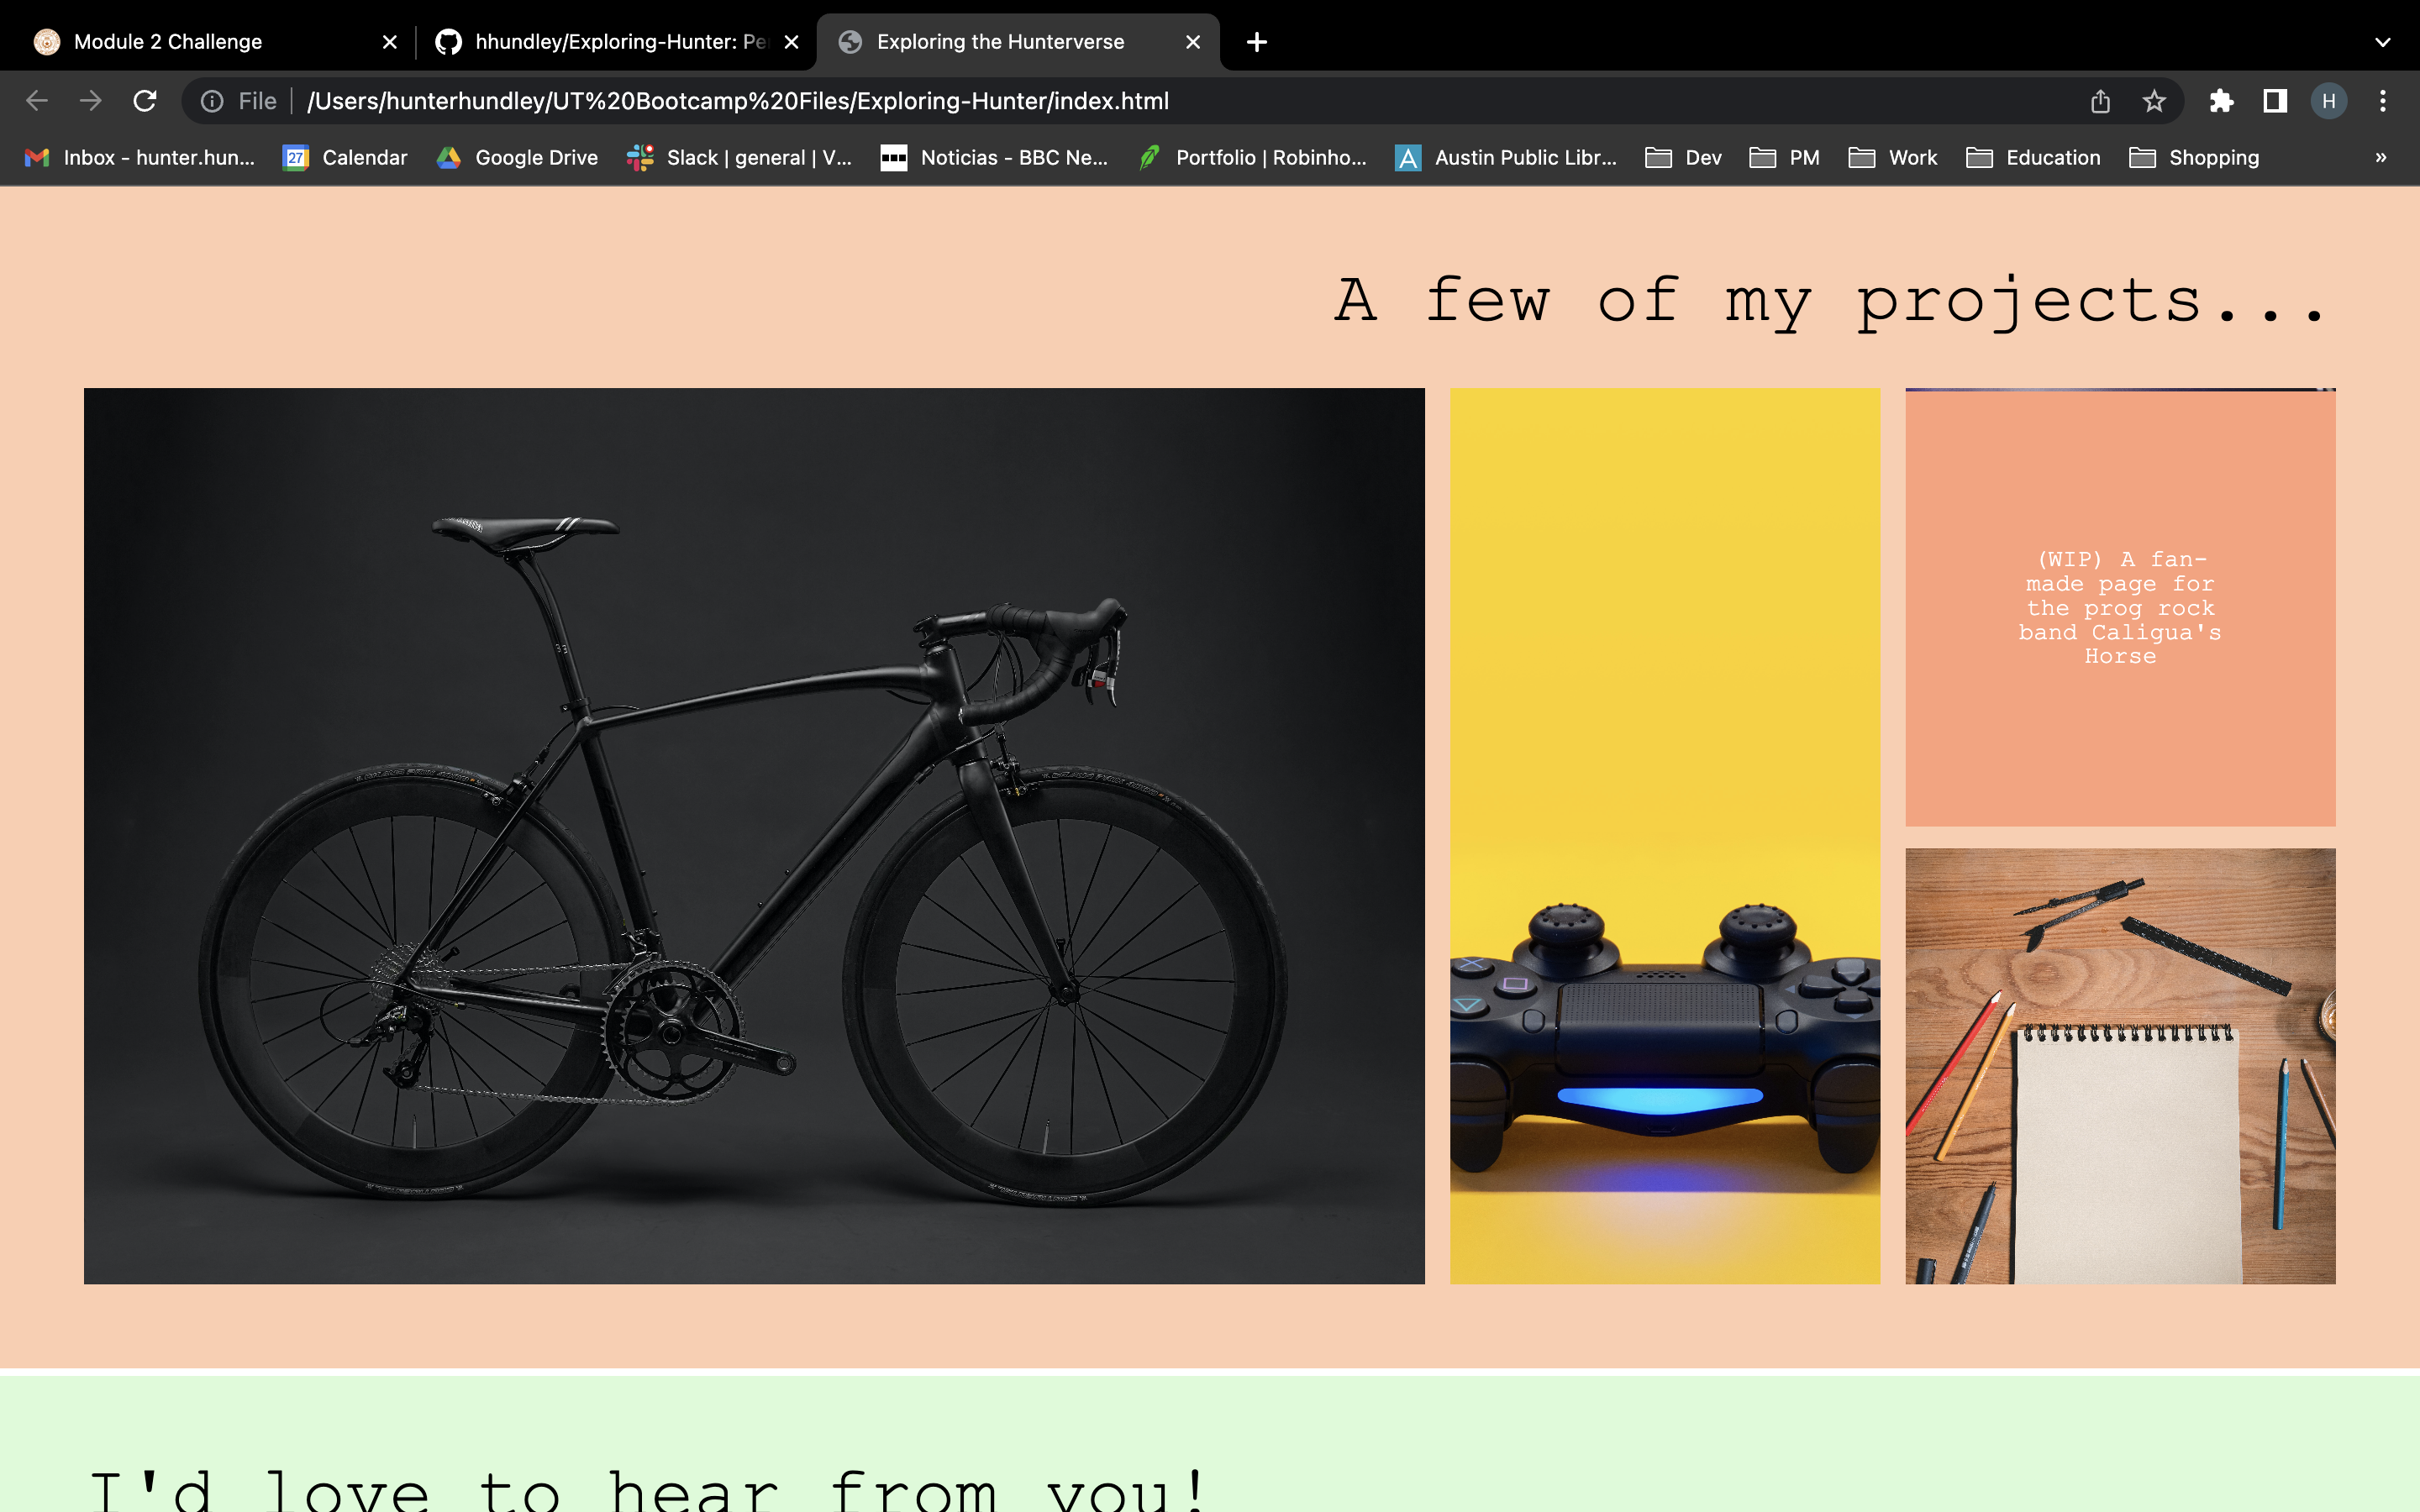 Module 2 Challenge
hhundley/Exploring-Hunter: Pe
Exploring the Hunterverse
File
/Users/hunterhundley/UT%20Bootcamp%20Files/Exploring-Hunter/index.html
H
Inbox - hunter.hun...
27
Calendar
Google Drive
Slack | general | V...
Noticias - BBC Ne...
Portfolio | Robinho...
A
Austin Public Libr...
Dev
PM
Work
Education
Shopping
»
A few of my projects...
(WIP) A fan-
made page for
the prog rock
band Caligua's
Horse
I'd love to hear from you!